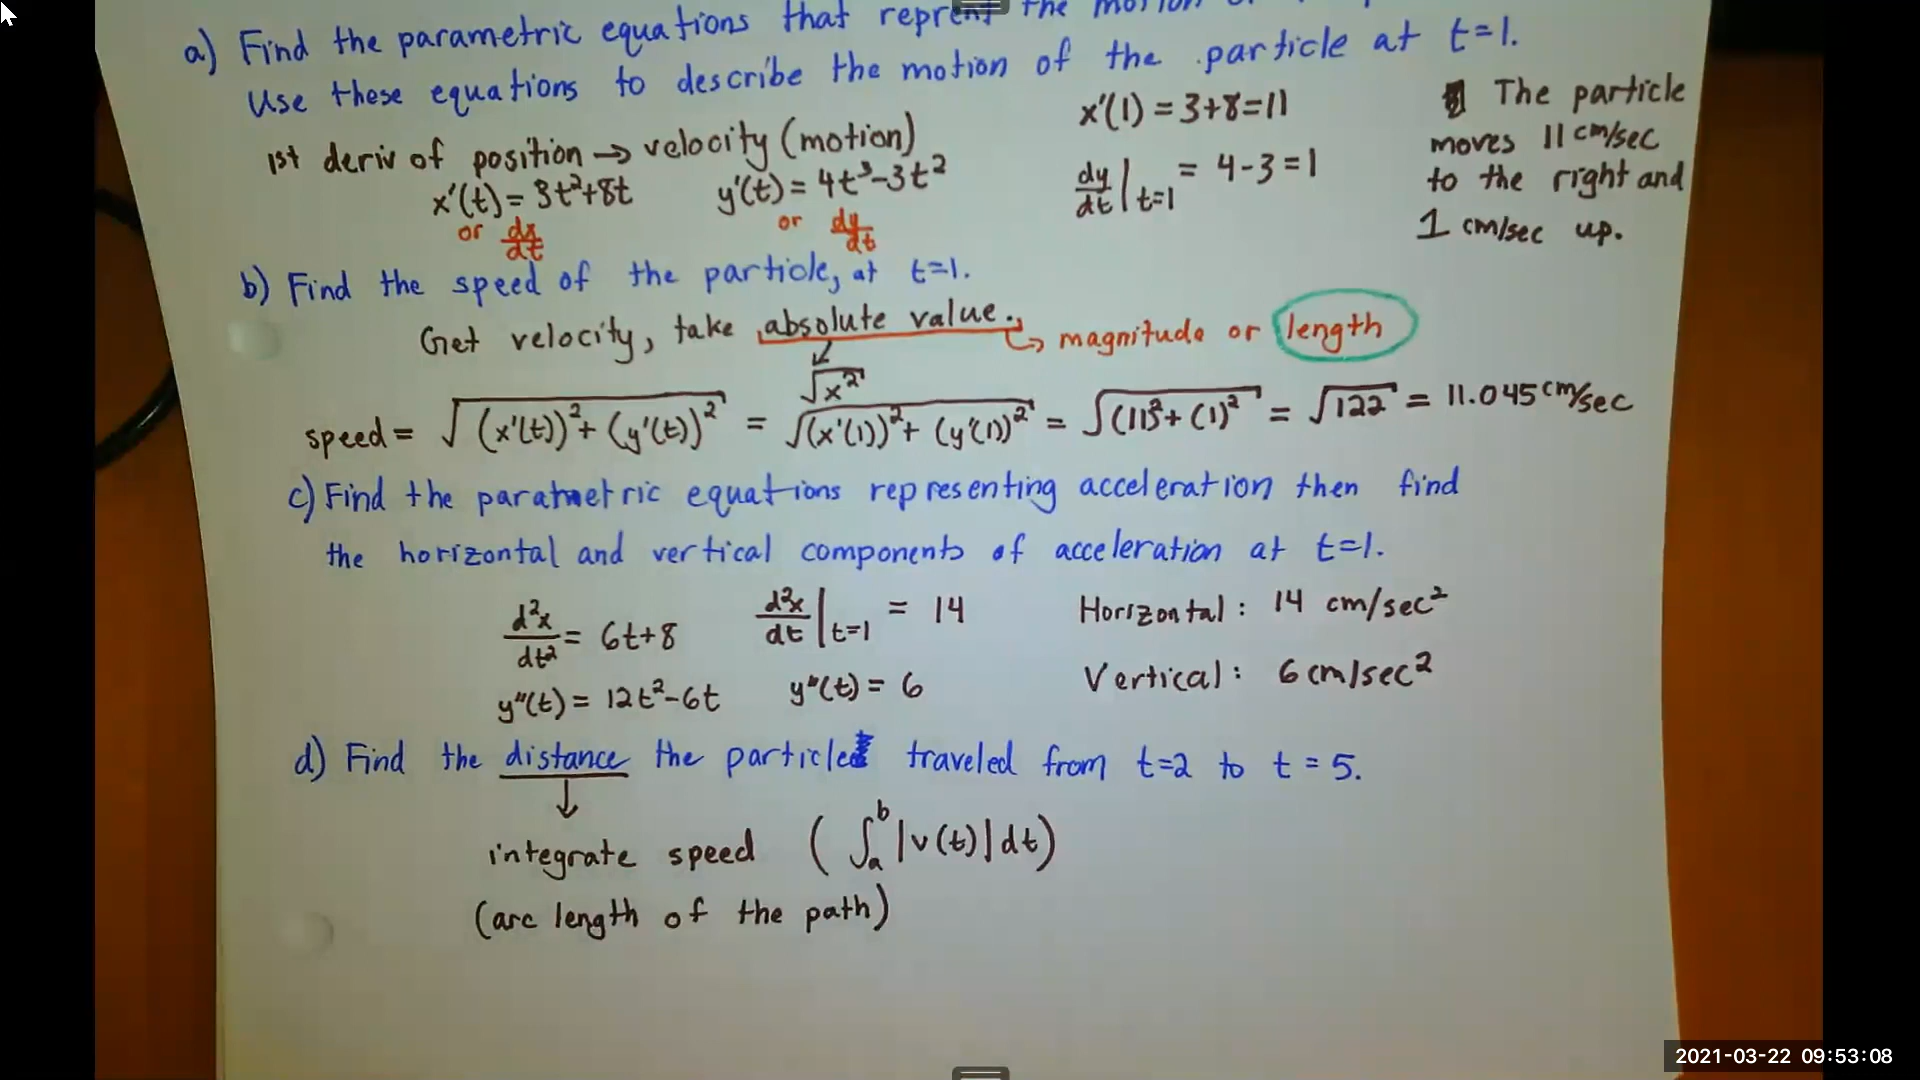 a) Find the parametric equations that reprent the motion
Use these equations to describe the motion of the particle at t=1.
1st deriv of position → velocity (motion)
x'(t) = 3t²+8t
y'(t) = 4t³-3t²
or dx/dt
or dy/dt
x'(1) = 3+8=11
dy/dt|t=1 = 4-3=1
The particle
moves 11 cm/sec
to the right and
1 cm/sec up.
b) Find the speed of the particle, at t=1.
Get velocity, take absolute value. → magnitude or length
√x²
speed = √(x'(t))²+(y'(t))² = √(x'(1))²+(y'(1))² = √(11)²+(1)² = √122 = 11.045 cm/sec
c) Find the parametric equations representing acceleration then find
the horizontal and vertical components of acceleration at t=1.
d²x/dt² = 6t+8
d²x/dt|t=1 = 14
Horizontal: 14 cm/sec²
y"(t) = 12t²-6t
y"(t) = 6
Vertical: 6 cm/sec²
d) Find the distance the particle traveled from t=2 to t=5.
↓
integrate speed (∫ₐᵇ |v(t)|dt)
(arc length of the path)
2021-03-22 09:53:08